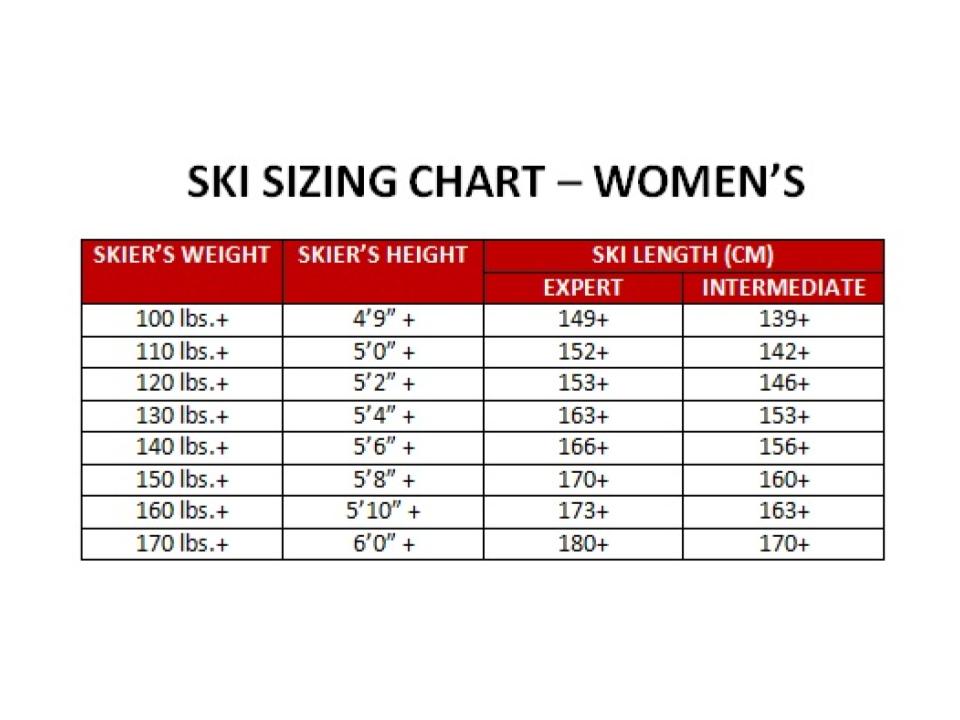 SKI SIZING CHART – WOMEN’S
SKIER’S WEIGHT SKIER’S HEIGHT SKI LENGTH (CM)
EXPERT INTERMEDIATE
100 lbs.+ 4’9” + 149+ 139+
110 lbs.+ 5’0” + 152+ 142+
120 lbs.+ 5’2” + 153+ 146+
130 lbs.+ 5’4” + 163+ 153+
140 lbs.+ 5’6” + 166+ 156+
150 lbs.+ 5’8” + 170+ 160+
160 lbs.+ 5’10” + 173+ 163+
170 lbs.+ 6’0” + 180+ 170+